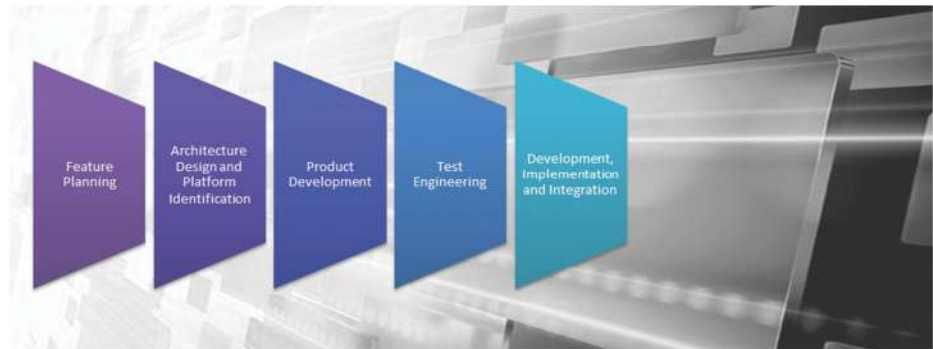 Feature
Planning
Architecture
Design and
Platform
Identification
Product
Development
Test
Engineering
Development,
Implementation
and Integration